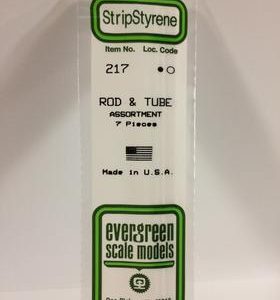 StripStyrene
Item No. Loc. Code
217
ROD & TUBE
ASSORTMENT
7 Pieces
Made in U.S.A.
evergreen
scale models